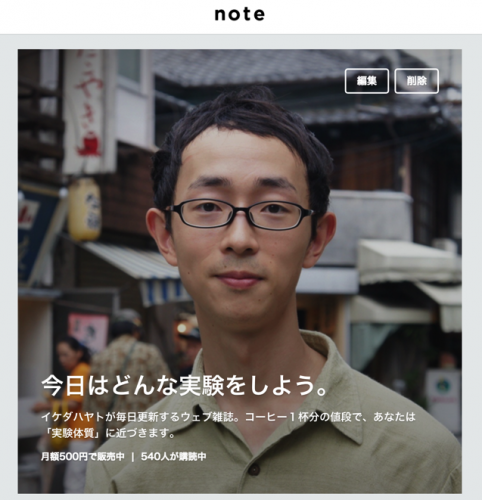 note
編集 削除
今日はどんな実験をしよう。
イケダハヤトが毎日更新するウェブ雑誌。コーヒー1杯分の値段で、あなたは
「実験体質」に近づきます。
月額500円で販売中 | 540人が購読中